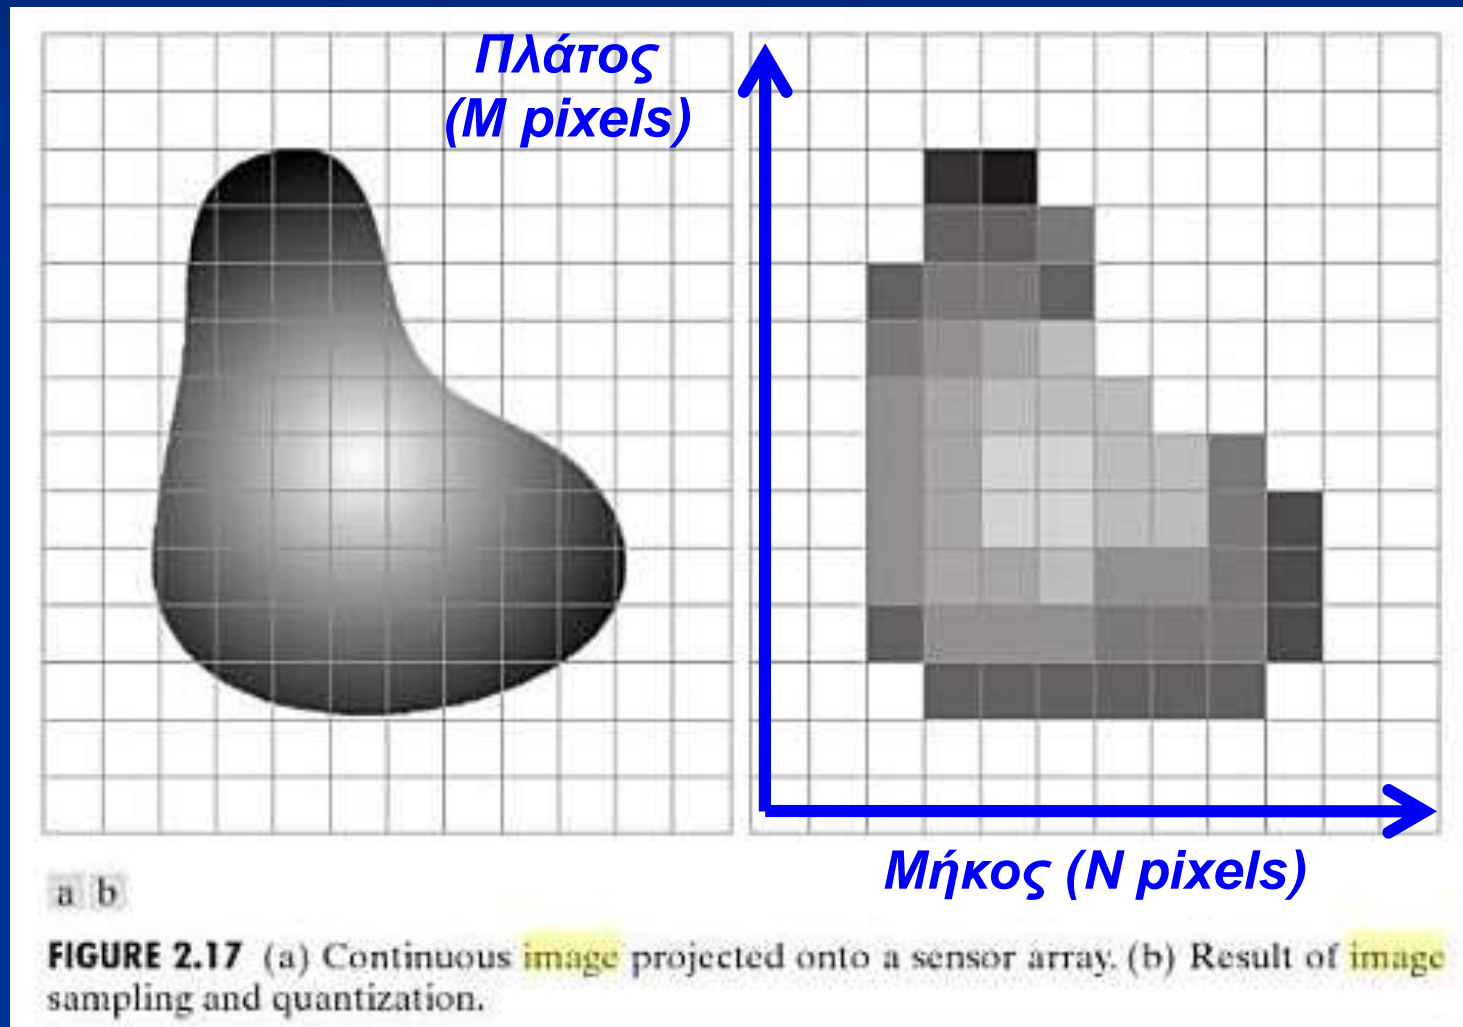 Πλάτος
(M pixels)
Μήκος (N pixels)
a b
FIGURE 2.17 (a) Continuous image projected onto a sensor array. (b) Result of image
sampling and quantization.